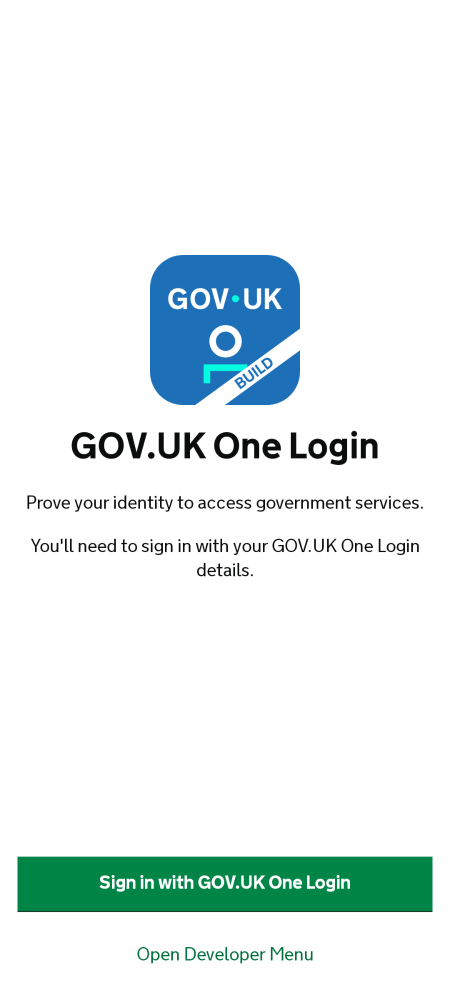 GOV·UK
BUILD
GOV.UK One Login
Prove your identity to access government services.
You'll need to sign in with your GOV.UK One Login
details.
Sign in with GOV.UK One Login
Open Developer Menu